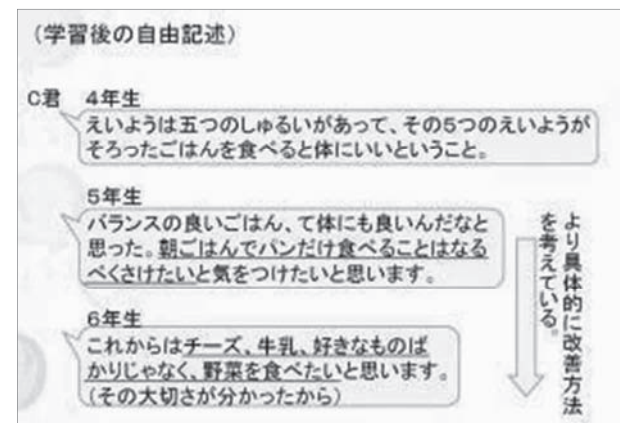 （学習後の自由記述）
C君 4年生
えいようは五つのしゅるいがあって、その5つのえいようが
そろったごはんを食べると体にいいということ。
5年生
バランスの良いごはん、て体にも良いんだなと
思った。朝ごはんでパンだけ食べることはなる
べくさけたいと気をつけたいと思います。
6年生
これからはチーズ、牛乳、好きなものば
かりじゃなく、野菜を食べたいと思います。
（その大切さが分かったから）
より具体的に改善方法
を考えている。